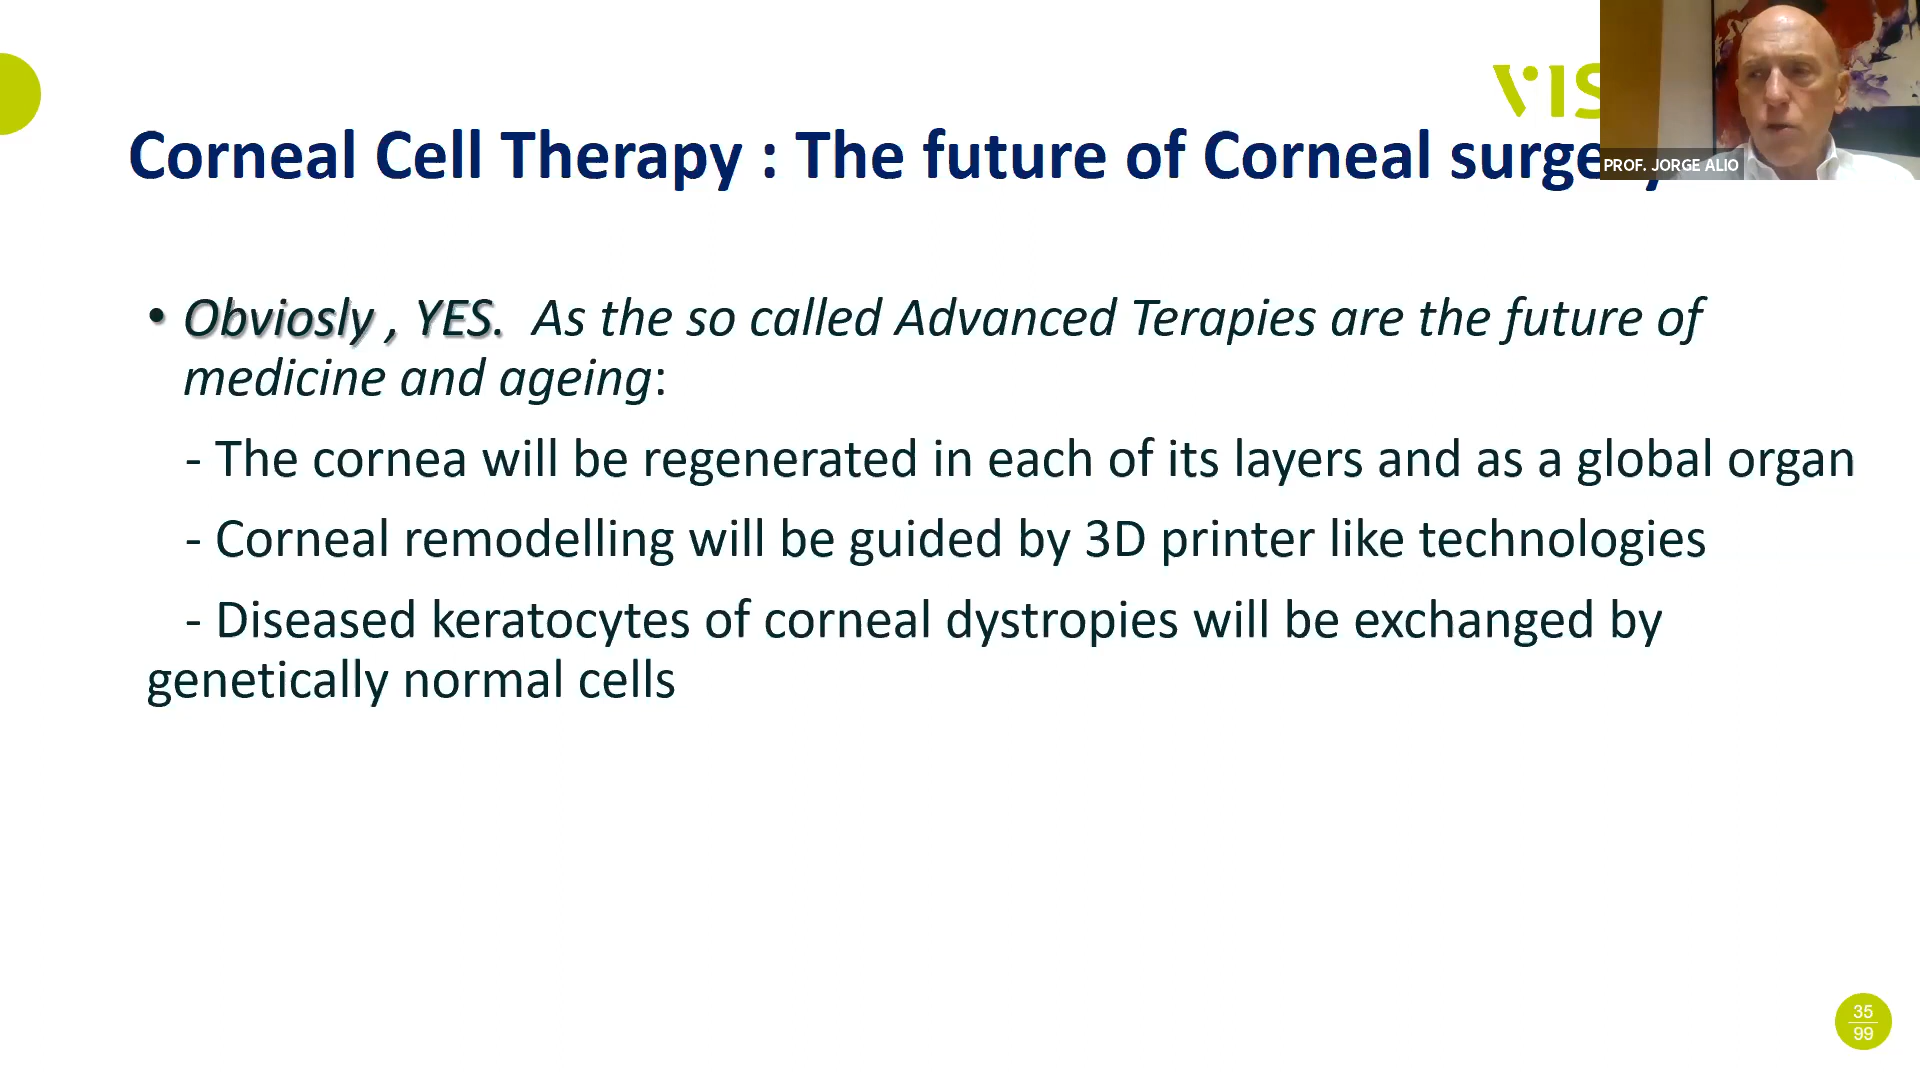 Corneal Cell Therapy : The future of Corneal
PROF. JORGE ALIO
• Obviosly , YES. As the so called Advanced Terapies are the future of
medicine and ageing:
- The cornea will be regenerated in each of its layers and as a global organ
- Corneal remodelling will be guided by 3D printer like technologies
- Diseased keratocytes of corneal dystropies will be exchanged by
genetically normal cells
35
99